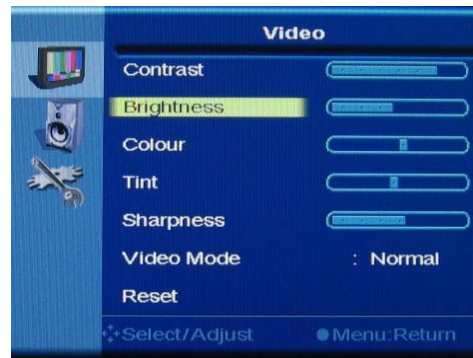 Video
Contrast
Brightness
Colour
Tint
Sharpness
Video Mode : Normal
Reset
Select/Adjust Menu:Return